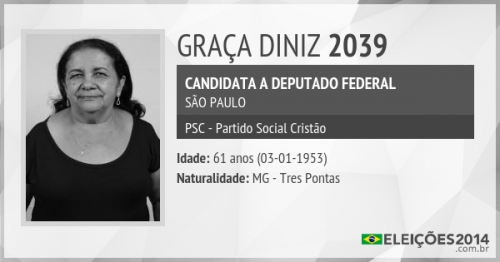 GRAÇA DINIZ 2039
CANDIDATA A DEPUTADO FEDERAL
SÃO PAULO
PSC - Partido Social Cristão
Idade: 61 anos (03-01-1953)
Naturalidade: MG - Tres Pontas
ELEIÇÕES2014
.com.br